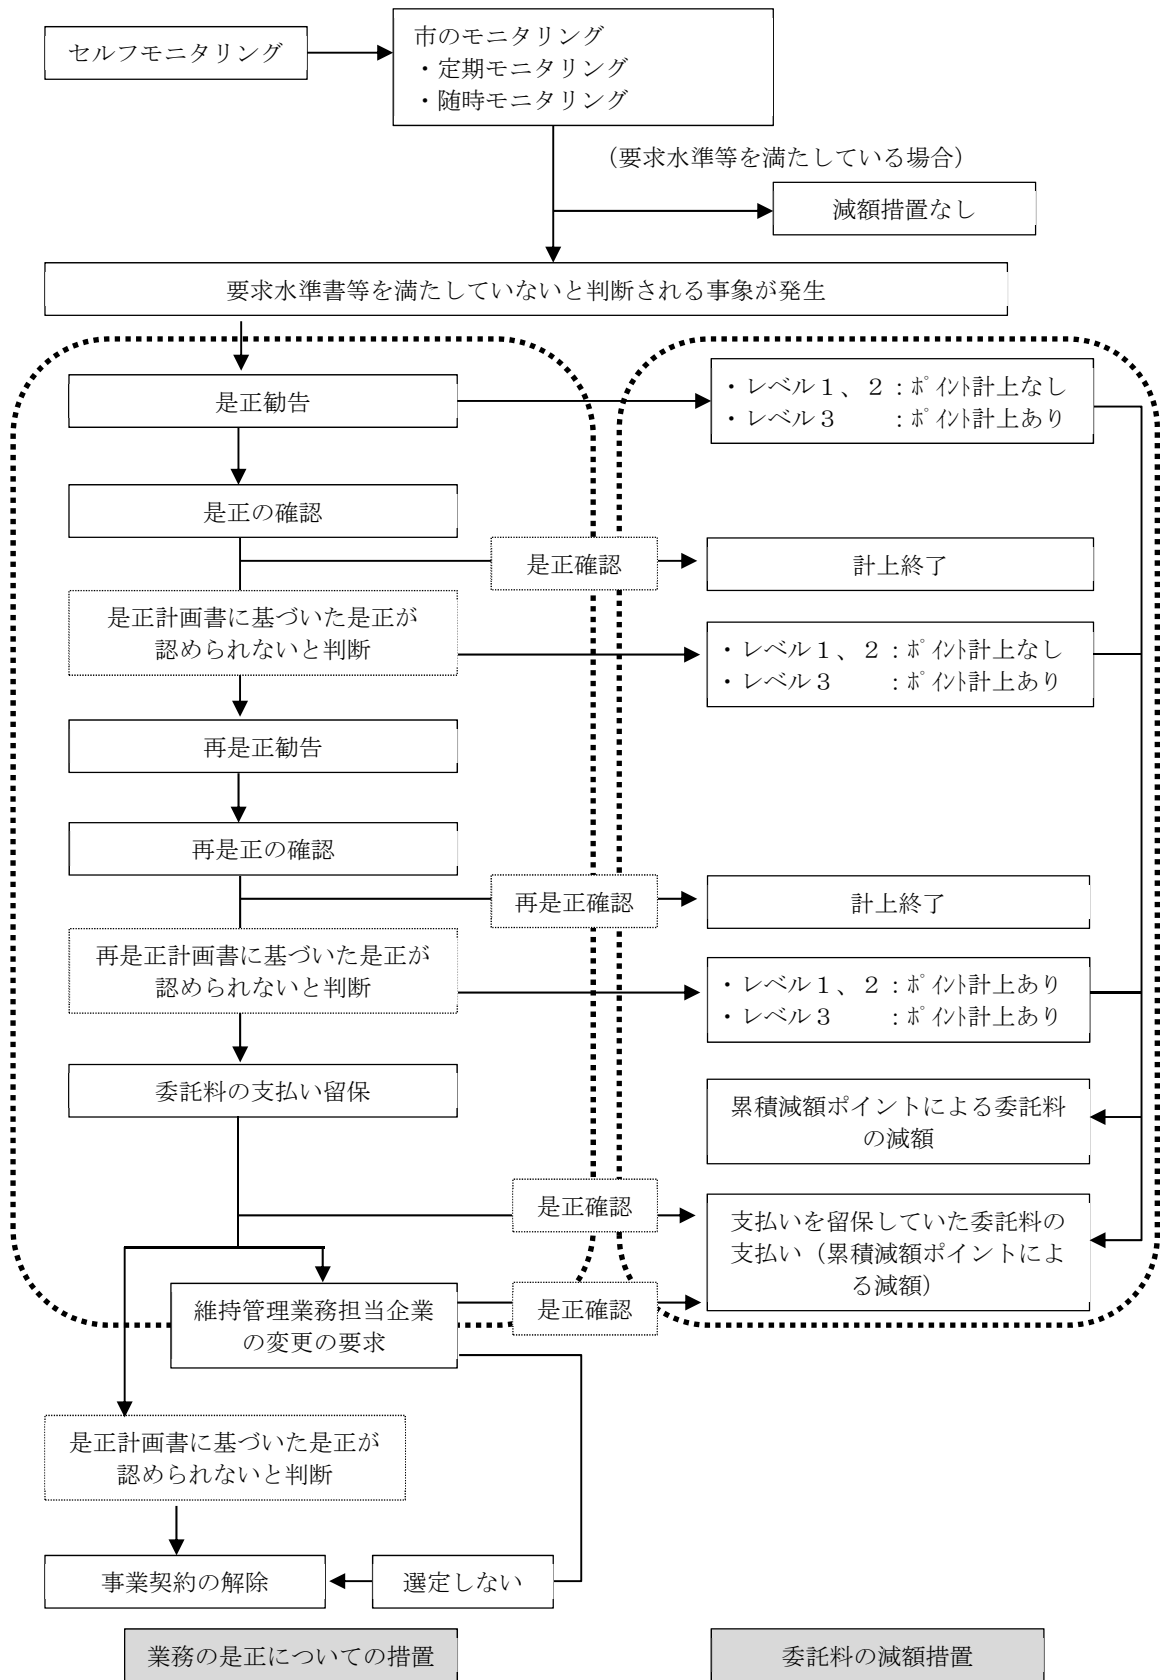 セルフモニタリング
市のモニタリング
・定期モニタリング
・随時モニタリング
（要求水準等を満たしている場合）
減額措置なし
要求水準書等を満たしていないと判断される事象が発生
是正勧告
・レベル１、２：ﾎﾟｲﾝﾄ計上なし
・レベル３　　：ﾎﾟｲﾝﾄ計上あり
是正の確認
是正確認
計上終了
是正計画書に基づいた是正が
認められないと判断
・レベル１、２：ﾎﾟｲﾝﾄ計上なし
・レベル３　　：ﾎﾟｲﾝﾄ計上あり
再是正勧告
再是正の確認
再是正確認
計上終了
再是正計画書に基づいた是正が
認められないと判断
・レベル１、２：ﾎﾟｲﾝﾄ計上あり
・レベル３　　：ﾎﾟｲﾝﾄ計上あり
委託料の支払い留保
累積減額ポイントによる委託料
の減額
是正確認
支払いを留保していた委託料の
支払い（累積減額ポイントによ
る減額）
維持管理業務担当企業
の変更の要求
是正確認
是正計画書に基づいた是正が
認められないと判断
事業契約の解除
選定しない
業務の是正についての措置
委託料の減額措置